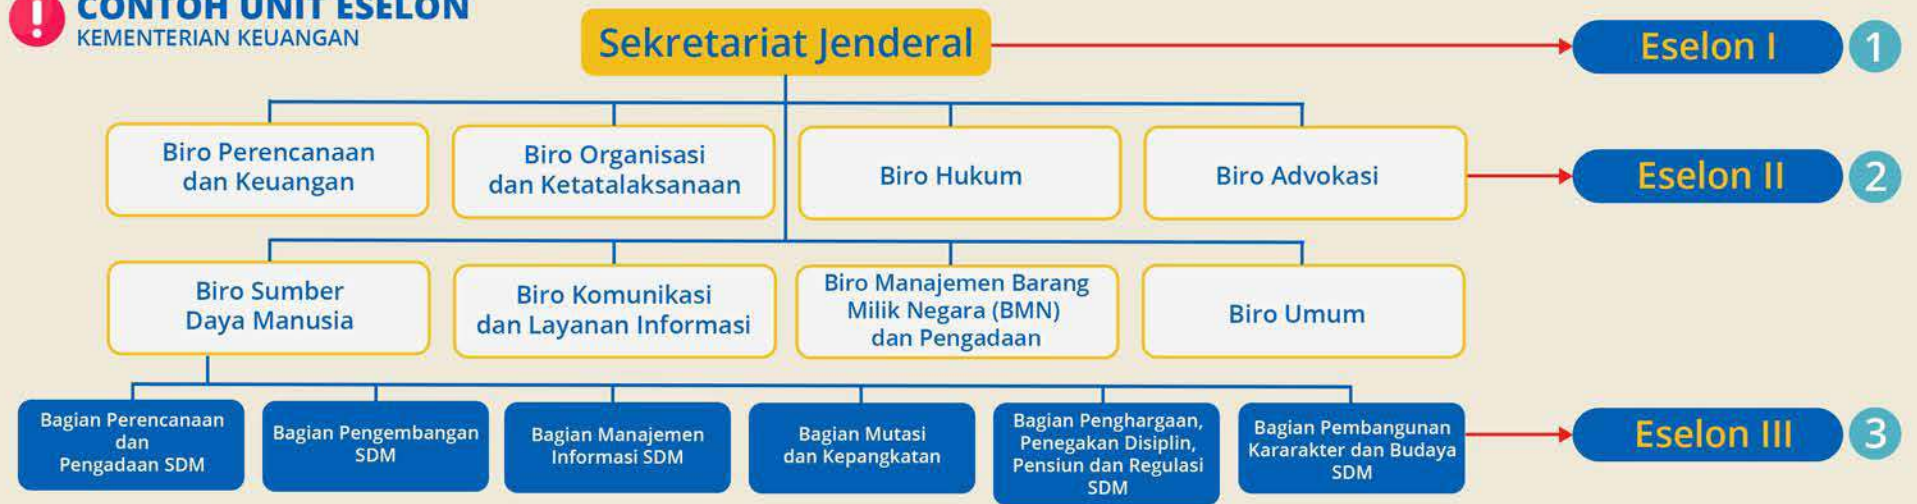 CONTOH UNIT ESELON
KEMENTERIAN KEUANGAN
Sekretariat Jenderal
Eselon I
1
Biro Perencanaan
dan Keuangan
Biro Organisasi
dan Ketatalaksanaan
Biro Hukum
Biro Advokasi
Eselon II
2
Biro Sumber
Daya Manusia
Biro Komunikasi
dan Layanan Informasi
Biro Manajemen Barang
Milik Negara (BMN)
dan Pengadaan
Biro Umum
Bagian Perencanaan
dan
Pengadaan SDM
Bagian Pengembangan
SDM
Bagian Manajemen
Informasi SDM
Bagian Mutasi
dan Kepangkatan
Bagian Penghargaan,
Penegakan Disiplin,
Pensiun dan Regulasi
SDM
Bagian Pembangunan
Kararakter dan Budaya
SDM
Eselon III
3